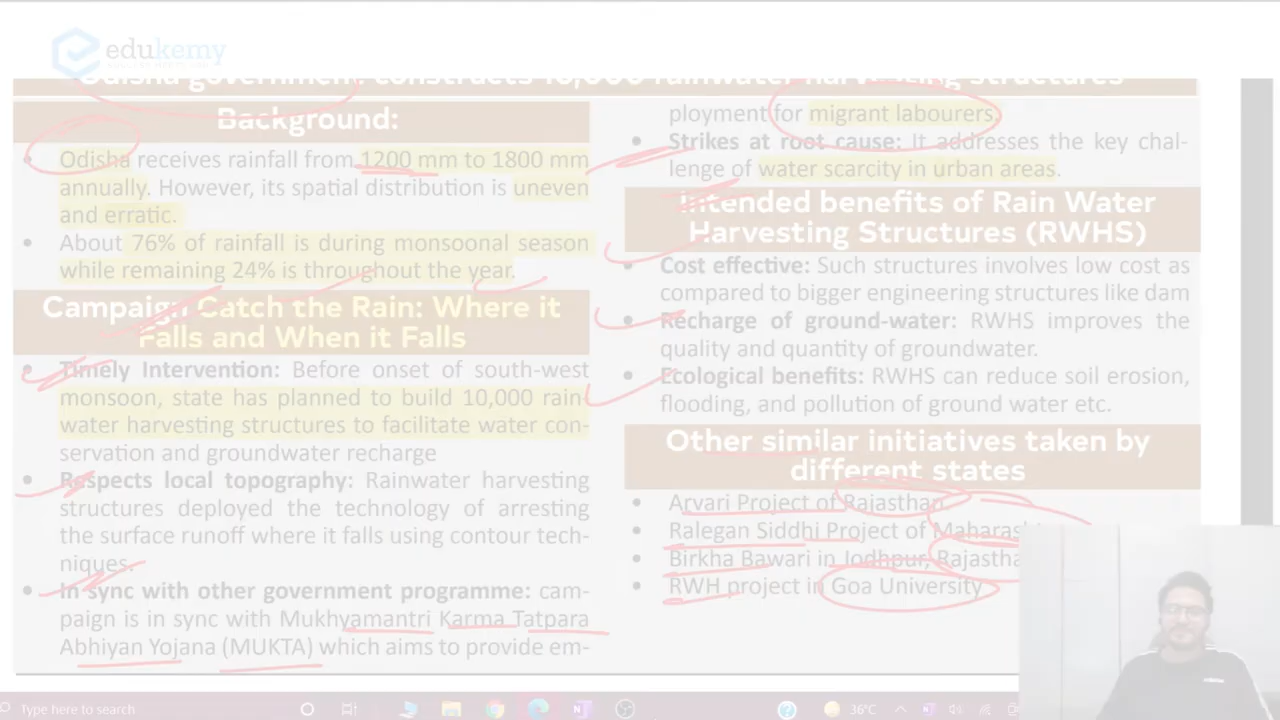 edukemy
Odisha government: constructs 10,000 rainwater harvesting structures
Background:
• Odisha receives rainfall from 1200 mm to 1800 mm
annually. However, its spatial distribution is uneven
and erratic.
• About 76% of rainfall is during monsoonal season
while remaining 24% is throughout the year.
Campaign Catch the Rain: Where it
Falls and When it Falls
• Timely Intervention: Before onset of south-west
monsoon, state has planned to build 10,000 rain-
water harvesting structures to facilitate water con-
servation and groundwater recharge
• Respects local topography: Rainwater harvesting
structures deployed the technology of arresting
the surface runoff where it falls using contour tech-
niques.
• In sync with other government programme: cam-
paign is in sync with Mukhyamantri Karma Tatpara
Abhiyan Yojana (MUKTA) which aims to provide em-
ployment for migrant labourers.
• Strikes at root cause: It addresses the key chal-
lenge of water scarcity in urban areas.
Intended benefits of Rain Water
Harvesting Structures (RWHS)
• Cost effective: Such structures involves low cost as
compared to bigger engineering structures like dam
• Recharge of ground-water: RWHS improves the
quality and quantity of groundwater.
• Ecological benefits: RWHS can reduce soil erosion,
flooding, and pollution of ground water etc.
Other similar initiatives taken by
different states
• Arvari Project of Rajasthan.
• Ralegan Siddhi Project of
• Birkha Bawari in Jodhpur,
• RWH project in Goa University
Type here to search
36°C